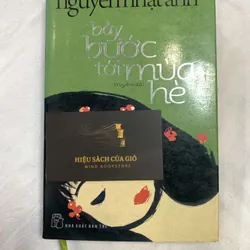 nguyễn nhật ánh
bảy
bước
tới mùa
hè
truyện dài
HIỆU SÁCH CỦA GIÓ
WIND BOOKSTORE
NHÀ XUẤT BẢN TRẺ